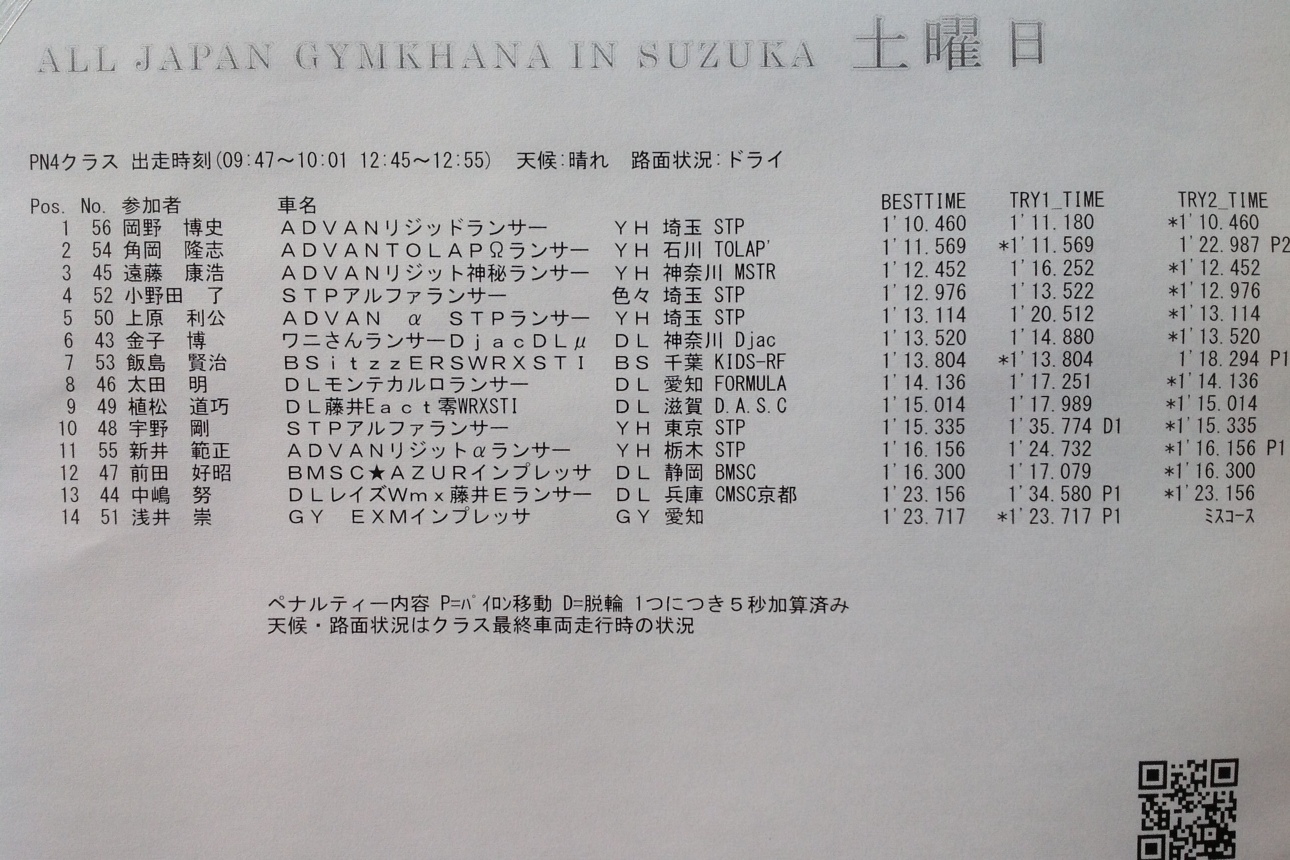 ALL JAPAN GYMKHANA IN SUZUKA 土曜日
PN4クラス 出走時刻(09:47～10:01 12:45～12:55) 天候:晴れ 路面状況:ドライ
Pos. No. 参加者 車名 BESTTIME TRY1_TIME TRY2_TIME
1 56 岡野 博史 ＡＤＶＡＮリジッドランサー ＹＨ 埼玉 STP 1'10.460 1'11.180 *1'10.460
2 54 角岡 隆志 ＡＤＶＡＮＴＯＬＡＰΩランサー ＹＨ 石川 TOLAP' 1'11.569 *1'11.569 1'22.987 P2
3 45 遠藤 康浩 ＡＤＶＡＮリジット神秘ランサー ＹＨ 神奈川 MSTR 1'12.452 1'16.252 *1'12.452
4 52 小野田 了 ＳＴＰアルファランサー 色々 埼玉 STP 1'12.976 1'13.522 *1'12.976
5 50 上原 利公 ＡＤＶＡＮ α ＳＴＰランサー ＹＨ 埼玉 STP 1'13.114 1'20.512 *1'13.114
6 43 金子 博 ワニさんランサーＤｊａｃＤＬμ ＤＬ 神奈川 Djac 1'13.520 1'14.880 *1'13.520
7 53 飯島 賢治 ＢＳｉｔｚｚＥＲＳＷＲＸＳＴＩ ＢＳ 千葉 KIDS-RF 1'13.804 *1'13.804 1'18.294 P1
8 46 太田 明 ＤＬモンテカルロランサー ＤＬ 愛知 FORMULA 1'14.136 1'17.251 *1'14.136
9 49 植松 道巧 ＤＬ藤井Eａｃｔ零WRXSTI ＤＬ 滋賀 D.A.S.C 1'15.014 1'17.989 *1'15.014
10 48 宇野 剛 ＳＴＰアルファランサー ＹＨ 東京 STP 1'15.335 1'35.774 D1 *1'15.335
11 55 新井 範正 ＡＤＶＡＮリジットαランサー ＹＨ 栃木 STP 1'16.156 1'24.732 *1'16.156 P1
12 47 前田 好昭 ＢＭＳＣ★ＡＺＵＲインプレッサ ＤＬ 静岡 BMSC 1'16.300 1'17.079 *1'16.300
13 44 中嶋 努 ＤＬレイズＷｍｘ藤井Ｅランサー ＤＬ 兵庫 CMSC京都 1'23.156 1'34.580 P1 *1'23.156
14 51 浅井 崇 ＧＹ ＥＸＭインプレッサ ＧＹ 愛知 1'23.717 *1'23.717 P1 ﾐｽｺｰｽ
ペナルティー内容 P=ﾊﾟｲﾛﾝ移動 D=脱輪 1つにつき５秒加算済み
天候・路面状況はクラス最終車両走行時の状況